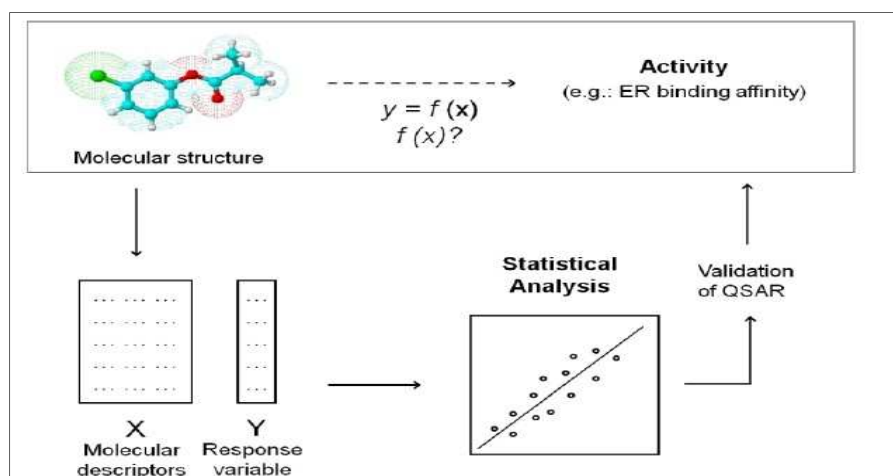 Activity
(e.g.: ER binding affinity)
y = f (x)
f (x)?
Molecular structure
Statistical
Analysis
Validation
of QSAR
X
Molecular
descriptors
Y
Response
variable